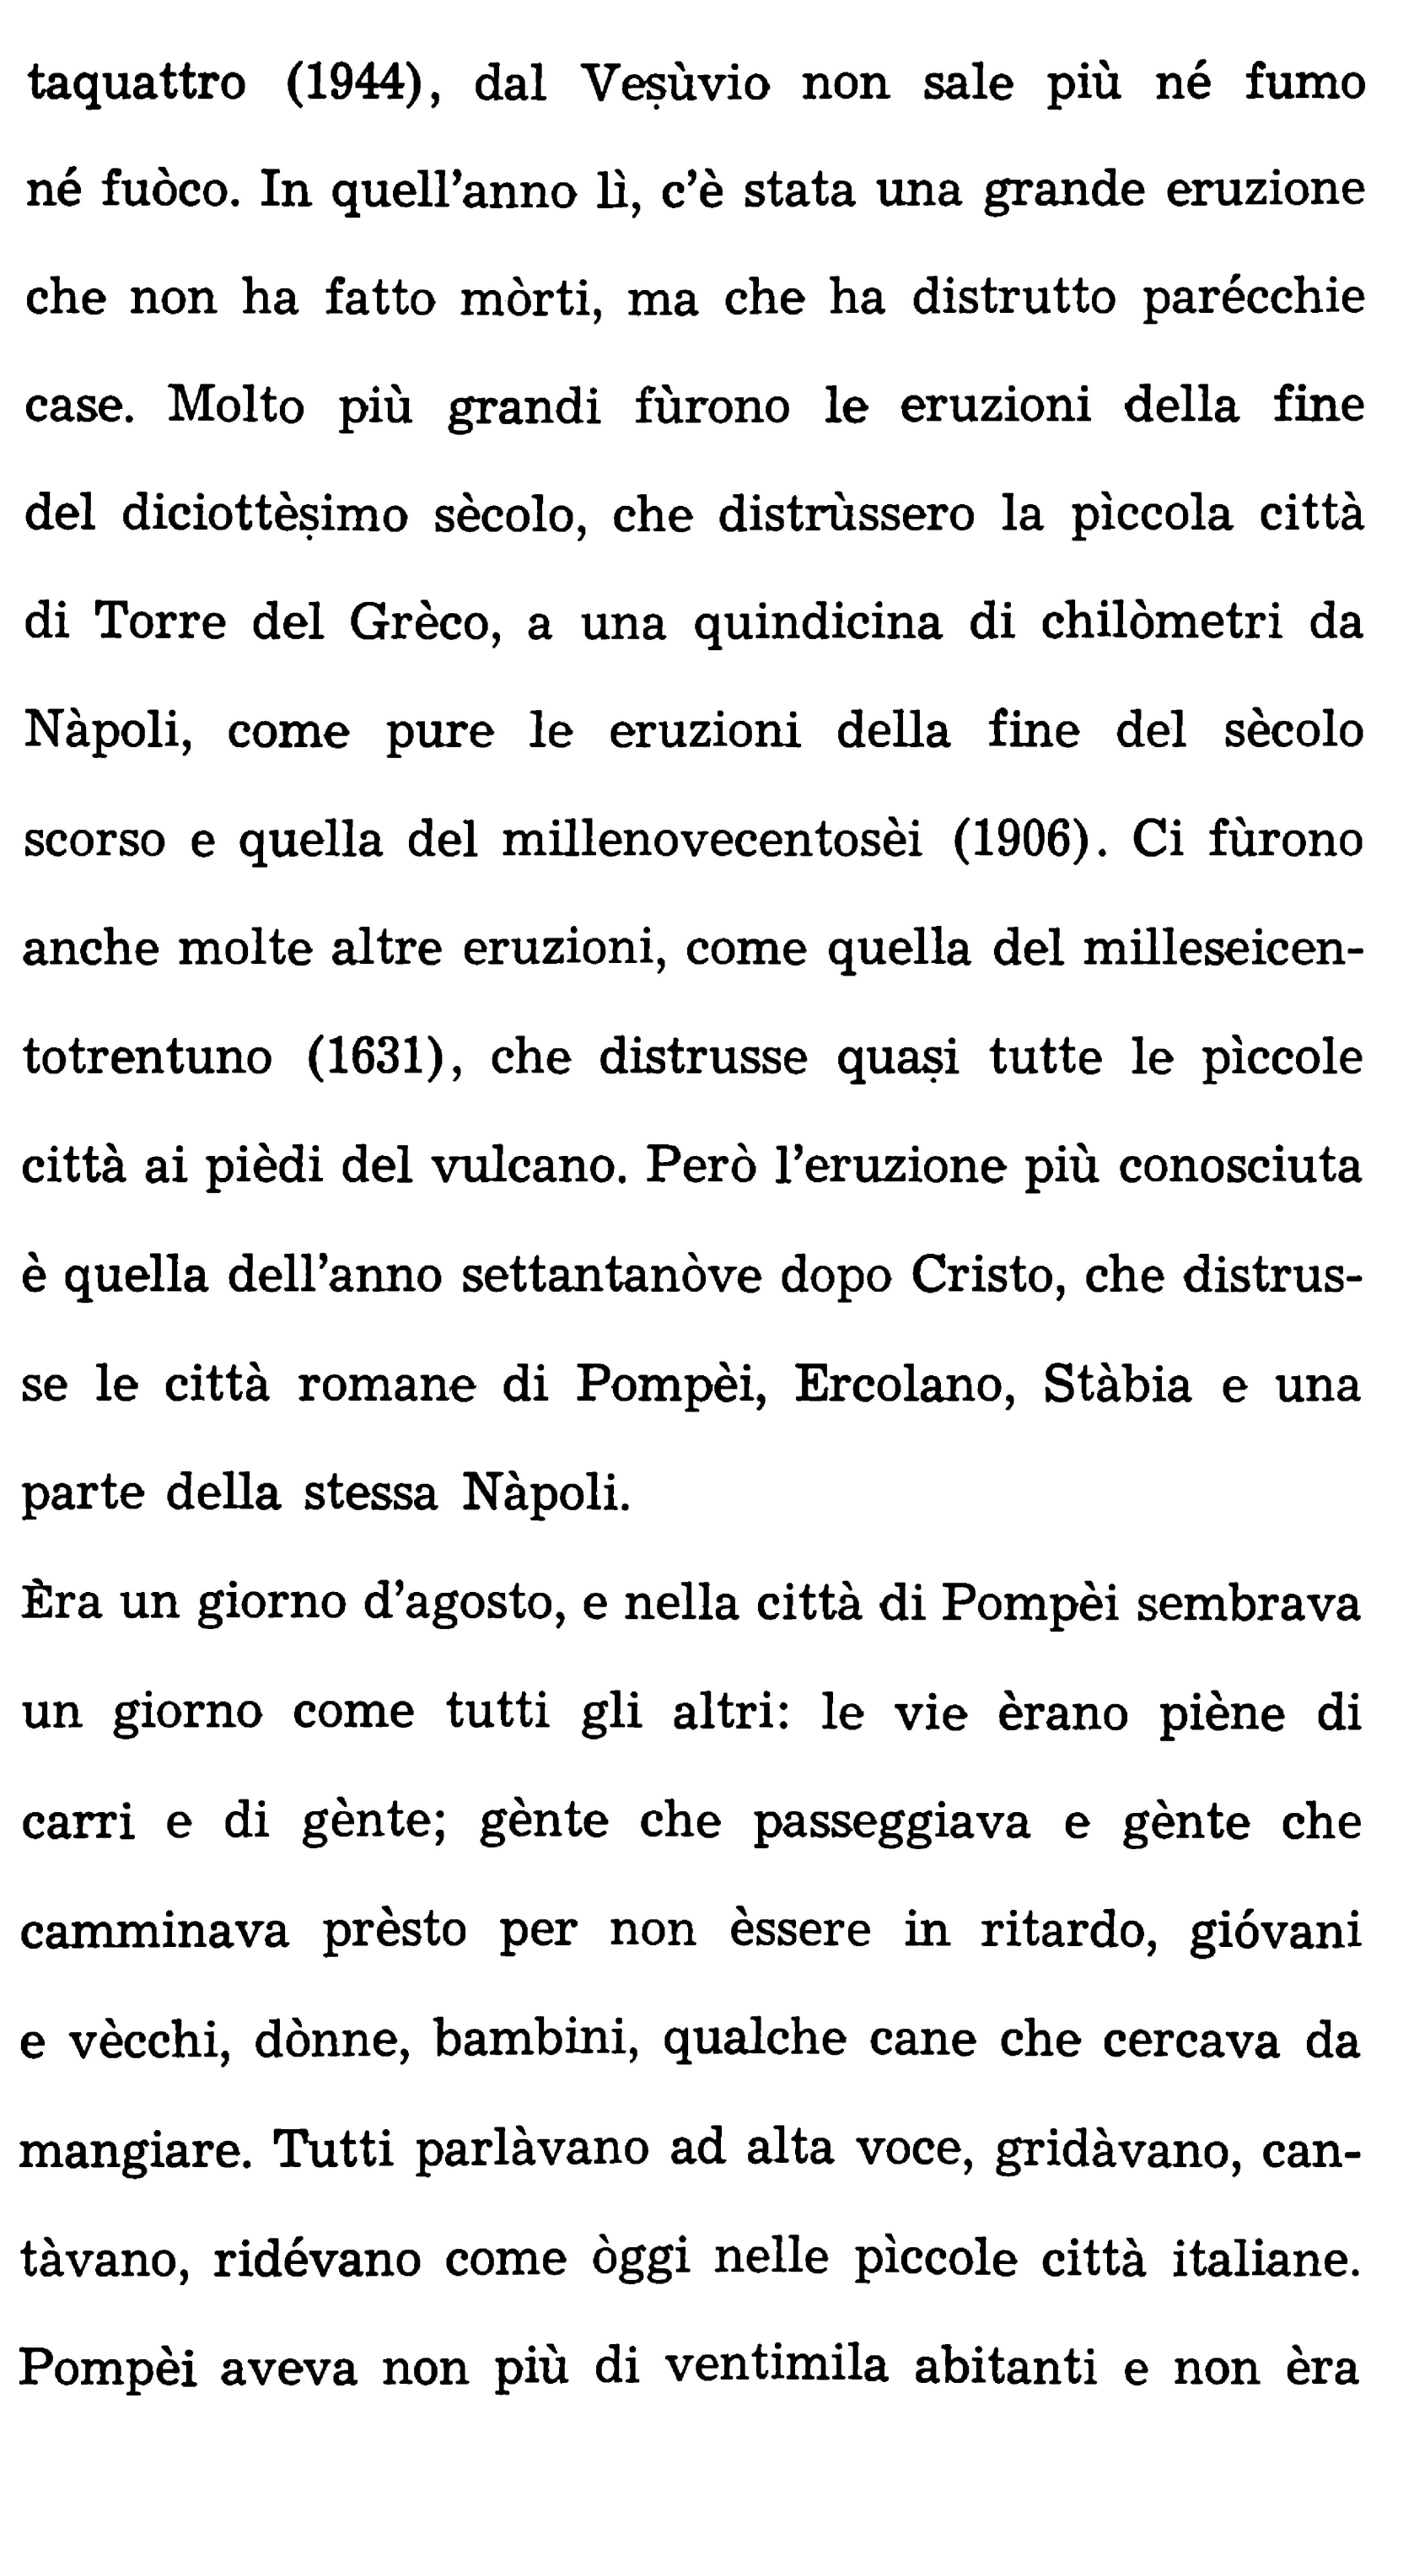 taquattro (1944), dal Veṣùvio non sale più né fumo
né fuòco. In quell'anno lì, c'è stata una grande eruzione
che non ha fatto mòrti, ma che ha distrutto parécchie
case. Molto più grandi fùrono le eruzioni della fine
del diciottèṣimo sècolo, che distrùssero la pìccola città
di Torre del Grèco, a una quindicina di chilòmetri da
Nàpoli, come pure le eruzioni della fine del sècolo
scorso e quella del millenovecentosèi (1906). Ci fùrono
anche molte altre eruzioni, come quella del milleseicen-
totrentuno (1631), che distrusse quaṣi tutte le pìccole
città ai pièdi del vulcano. Però l'eruzione più conosciuta
è quella dell'anno settantanòve dopo Cristo, che distrus-
se le città romane di Pompèi, Ercolano, Stàbia e una
parte della stessa Nàpoli.
Èra un giorno d'agosto, e nella città di Pompèi sembrava
un giorno come tutti gli altri: le vie èrano piène di
carri e di gènte; gènte che passeggiava e gènte che
camminava prèsto per non èssere in ritardo, gióvani
e vècchi, dònne, bambini, qualche cane che cercava da
mangiare. Tutti parlàvano ad alta voce, gridàvano, can-
tàvano, ridévano come òggi nelle pìccole città italiane.
Pompèi aveva non più di ventimila abitanti e non èra